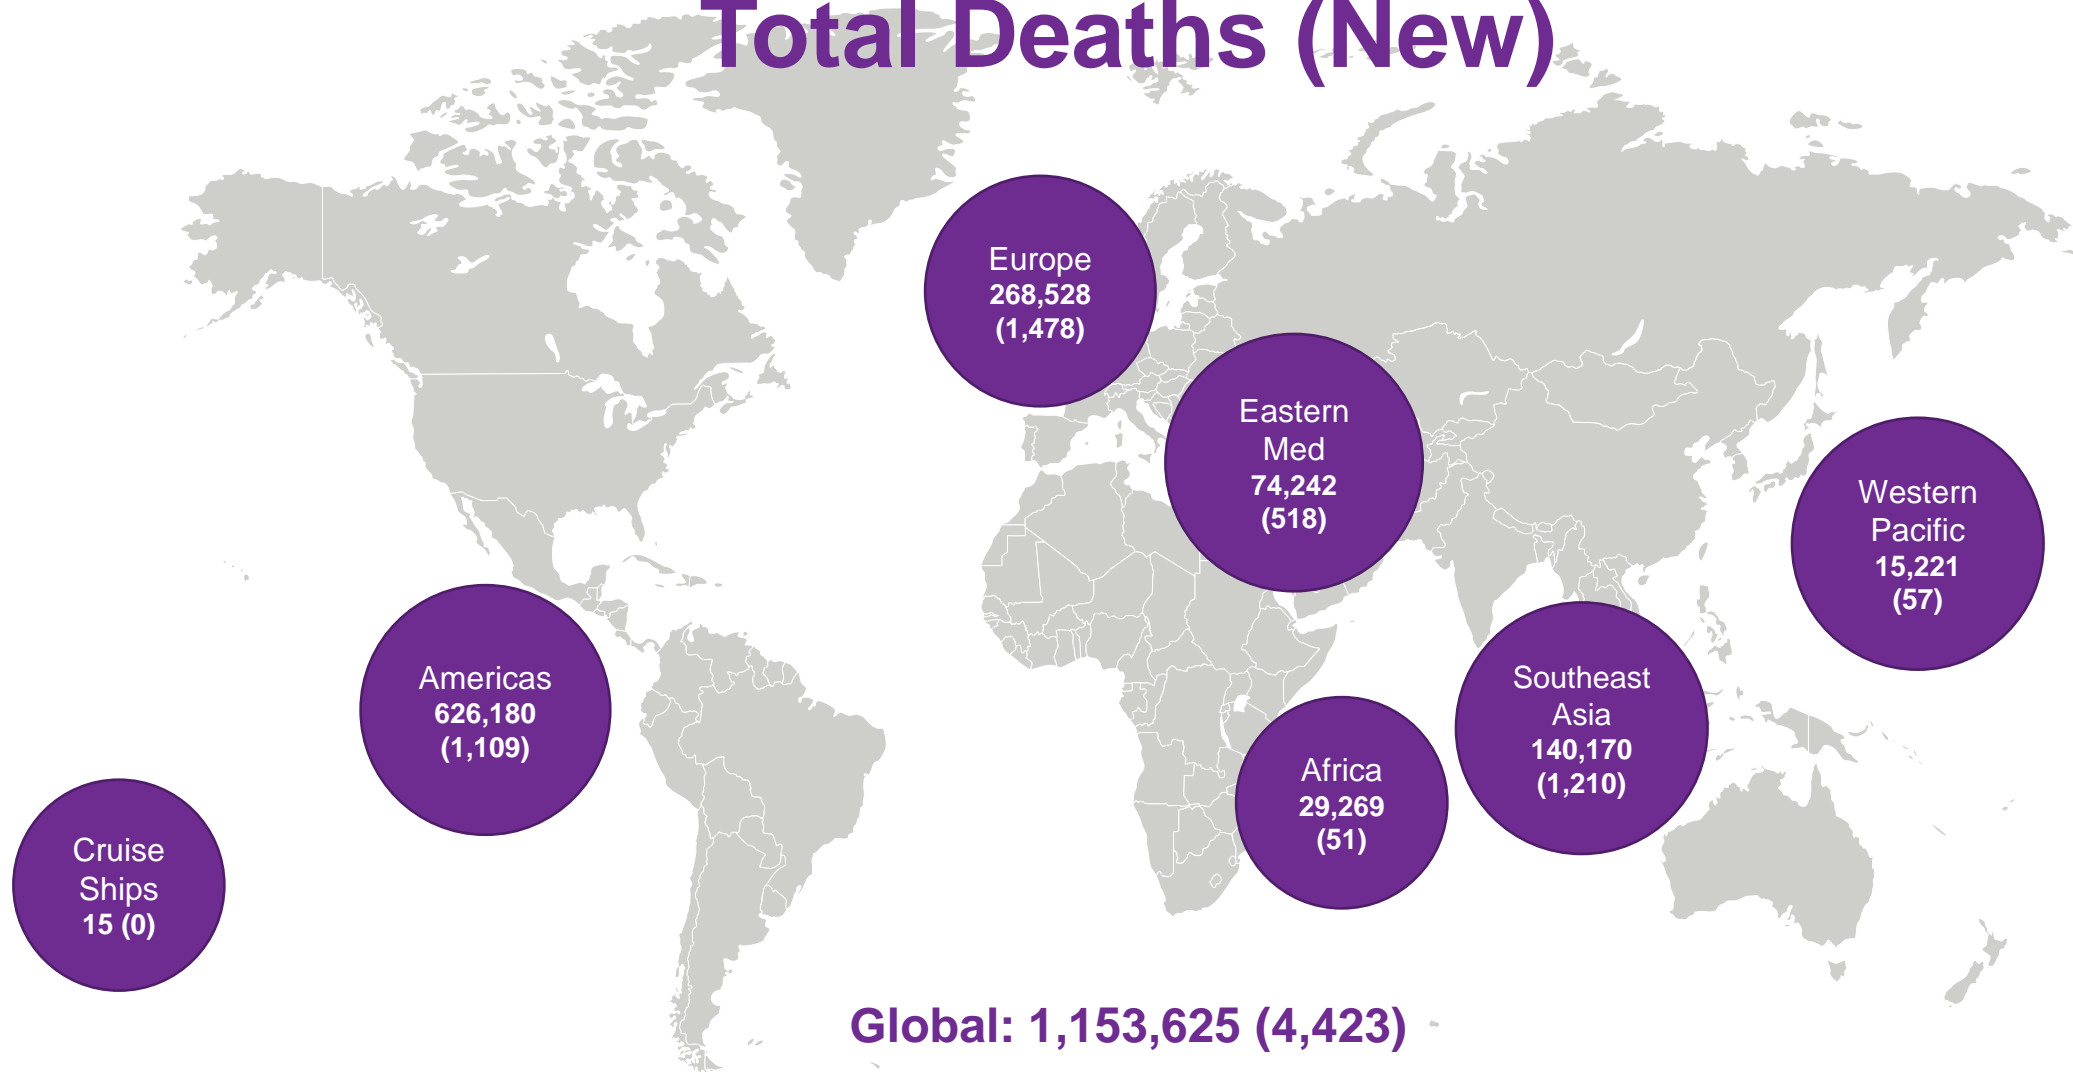 Total Deaths (New)
Europe
268,528
(1,478)
Eastern
Med
74,242
(518)
Western
Pacific
15,221
(57)
Americas
626,180
(1,109)
Southeast
Asia
140,170
(1,210)
Africa
29,269
(51)
Cruise
Ships
15 (0)
Global: 1,153,625 (4,423)